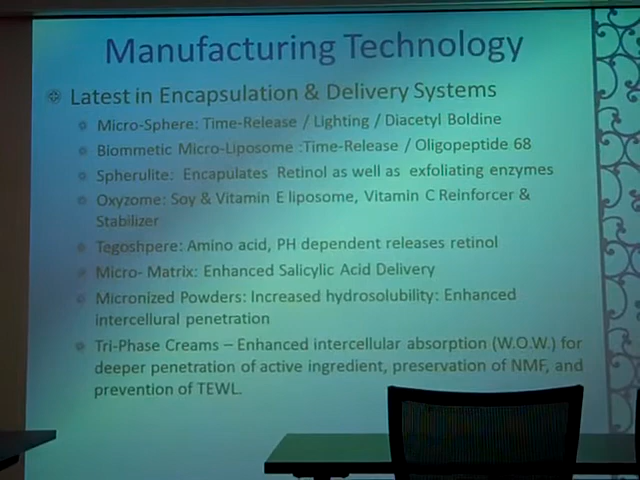 Manufacturing Technology
Latest in Encapsulation & Delivery Systems
Micro-Sphere: Time-Release / Lighting / Diacetyl Boldine
Biommetic Micro-Liposome :Time-Release / Oligopeptide 68
Spherulite: Encapulates Retinol as well as exfoliating enzymes
Oxyzome: Soy & Vitamin E liposome, Vitamin C Reinforcer &
Stabilizer
Tegoshpere: Amino acid, PH dependent releases retinol
Micro- Matrix: Enhanced Salicylic Acid Delivery
Micronized Powders: Increased hydrosolubility: Enhanced
intercellural penetration
Tri-Phase Creams – Enhanced intercellular absorption (W.O.W.) for
deeper penetration of active ingredient, preservation of NMF, and
prevention of TEWL.